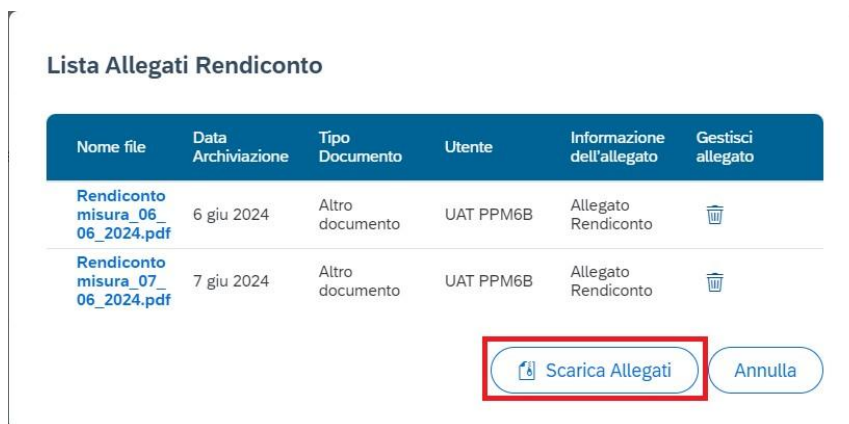 Lista Allegati Rendiconto
Nome file
Data
Archiviazione
Tipo
Documento
Utente
Informazione
dell'allegato
Gestisci
allegato
Rendiconto
misura_06_
06_2024.pdf
6 giu 2024
Altro
documento
UAT PPM6B
Allegato
Rendiconto
Rendiconto
misura_07_
06_2024.pdf
7 giu 2024
Altro
documento
UAT PPM6B
Allegato
Rendiconto
Scarica Allegati
Annulla